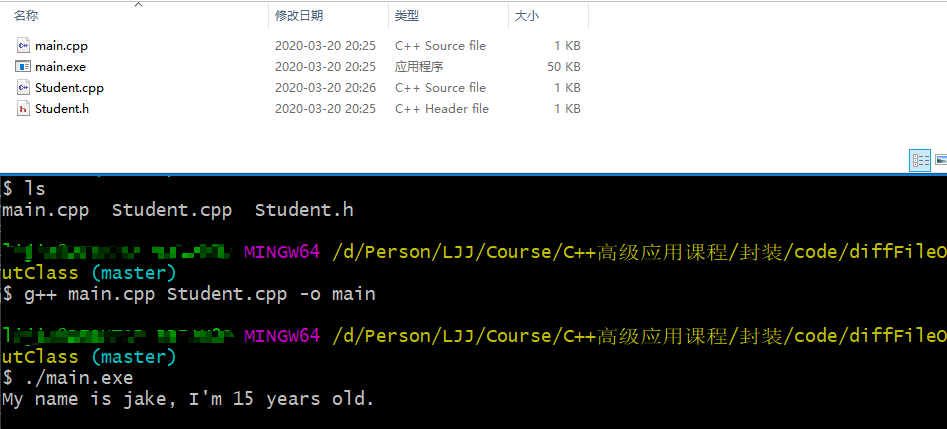 名称 修改日期 类型 大小
main.cpp 2020-03-20 20:25 C++ Source file 1 KB
main.exe 2020-03-20 20:25 应用程序 50 KB
Student.cpp 2020-03-20 20:26 C++ Source file 1 KB
Student.h 2020-03-20 20:25 C++ Header file 1 KB
$ ls
main.cpp Student.cpp Student.h
MINGW64 /d/Person/LJJ/Course/C++高级应用课程/封装/code/diffFileO
utClass (master)
$ g++ main.cpp Student.cpp -o main
MINGW64 /d/Person/LJJ/Course/C++高级应用课程/封装/code/diffFileO
utClass (master)
$ ./main.exe
My name is jake, I'm 15 years old.